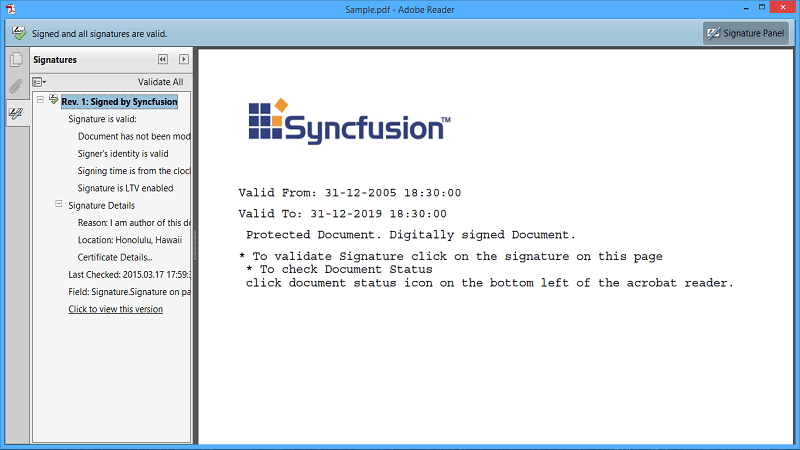 Sample.pdf - Adobe Reader
Signed and all signatures are valid.
Signature Panel
Signatures
Validate All
Rev. 1: Signed by Syncfusion
Signature is valid:
Document has not been mod
Signer's identity is valid
Signing time is from the clock
Signature is LTV enabled
Signature Details
Reason: I am author of this do
Location: Honolulu, Hawaii
Certificate Details...
Last Checked: 2015.03.17 17:59:
Field: Signature.Signature on pa
Click to view this version
Syncfusion™
Valid From: 31-12-2005 18:30:00
Valid To: 31-12-2019 18:30:00
Protected Document. Digitally signed Document.
* To validate Signature click on the signature on this page
* To check Document Status
click document status icon on the bottom left of the acrobat reader.